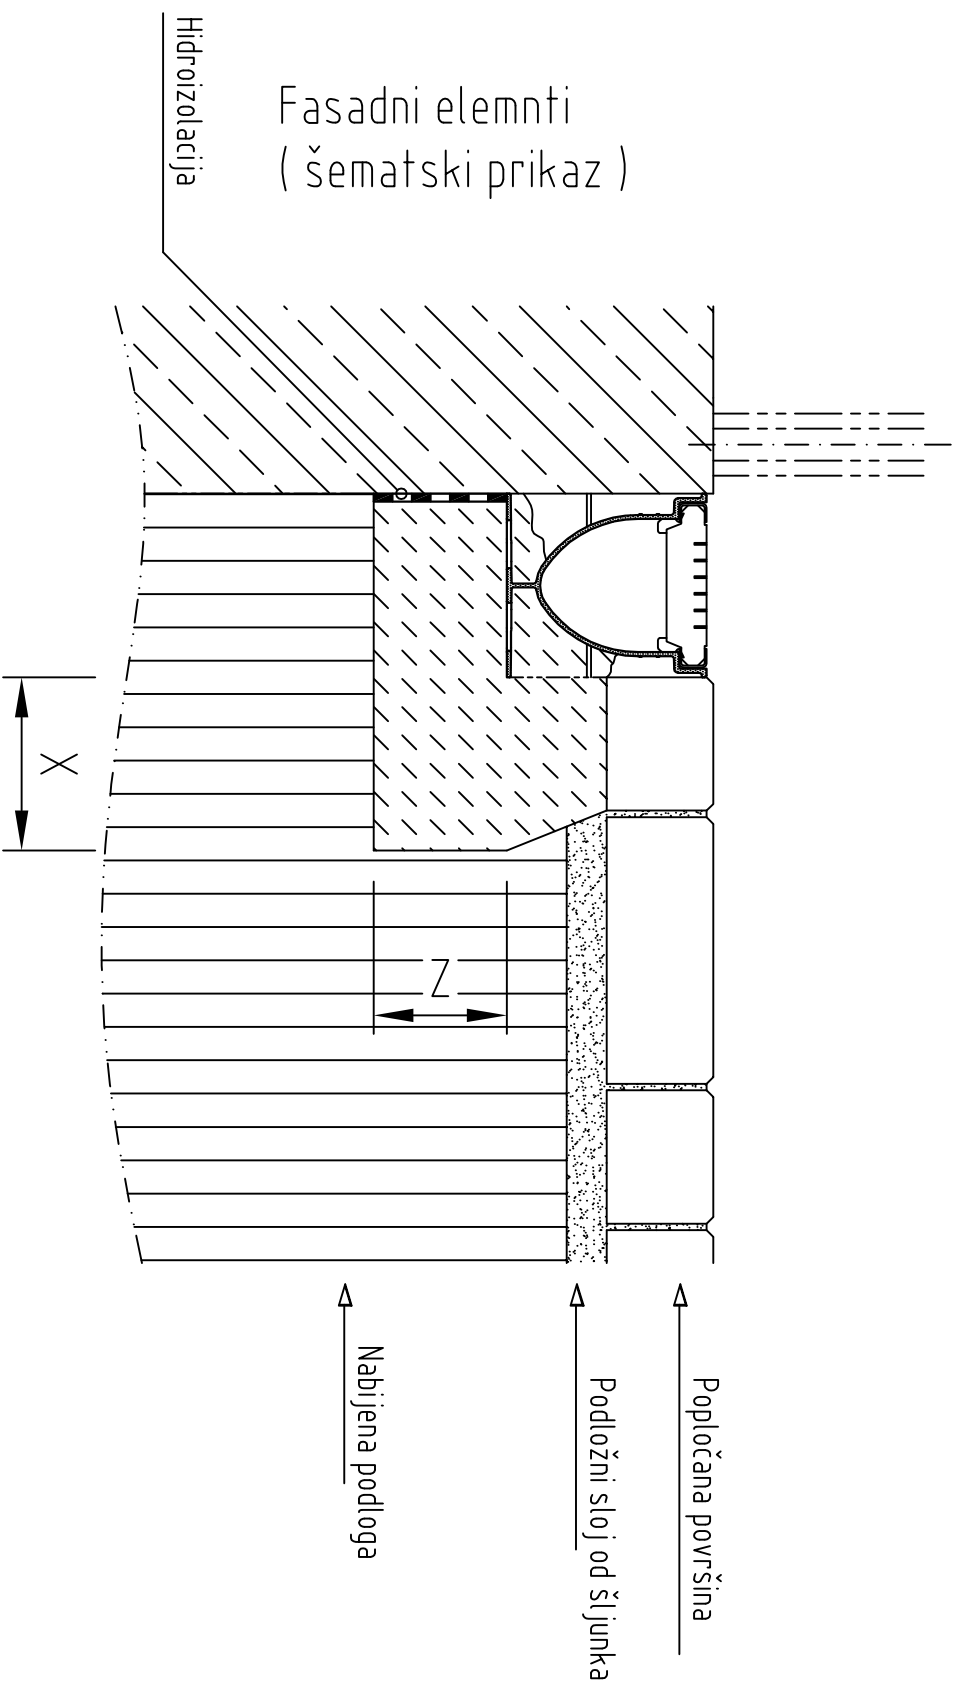 Hidroizolacija
Fasadni elemnti
( šematski prikaz )
X
Z
Nabijena podloga
Podložni sloj od šljunka
Popločana površina